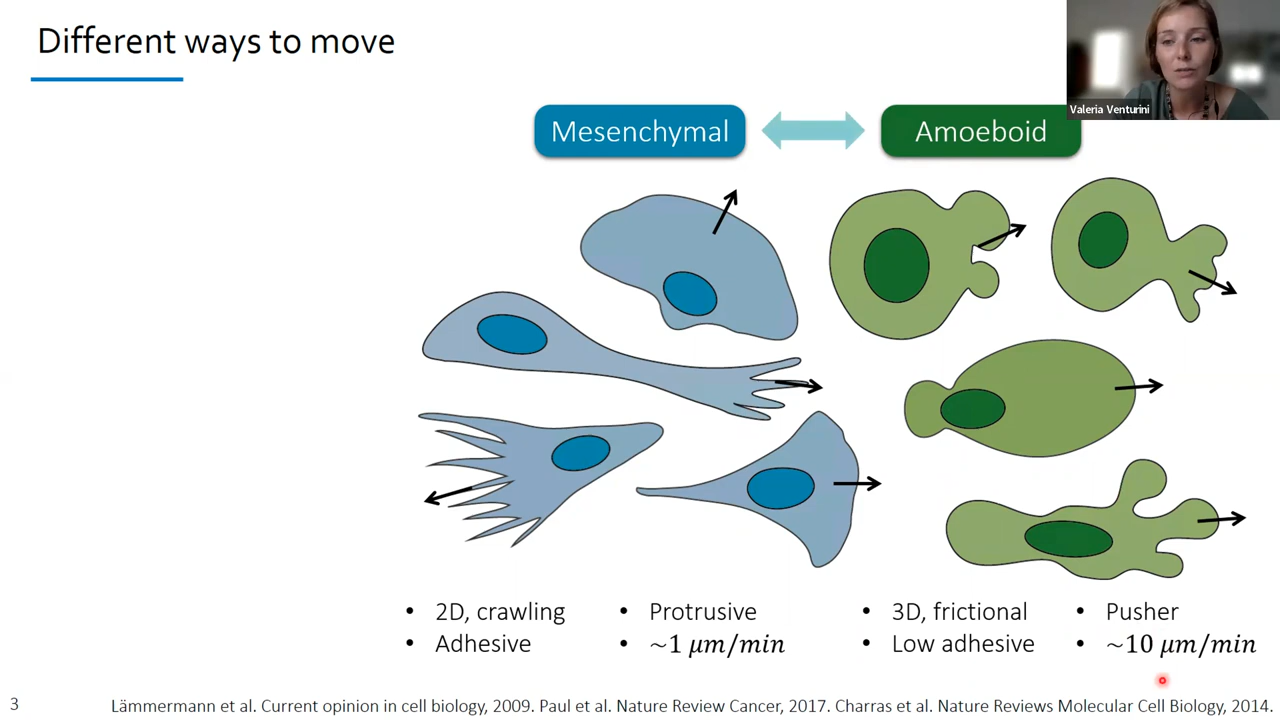 Different ways to move
Valeria Venturini
Mesenchymal
Amoeboid
• 2D, crawling
• Adhesive
• Protrusive
• ~1 μm/min
• 3D, frictional
• Low adhesive
• Pusher
• ~10 μm/min
3
Lämmermann et al. Current opinion in cell biology, 2009. Paul et al. Nature Review Cancer, 2017. Charras et al. Nature Reviews Molecular Cell Biology, 2014.